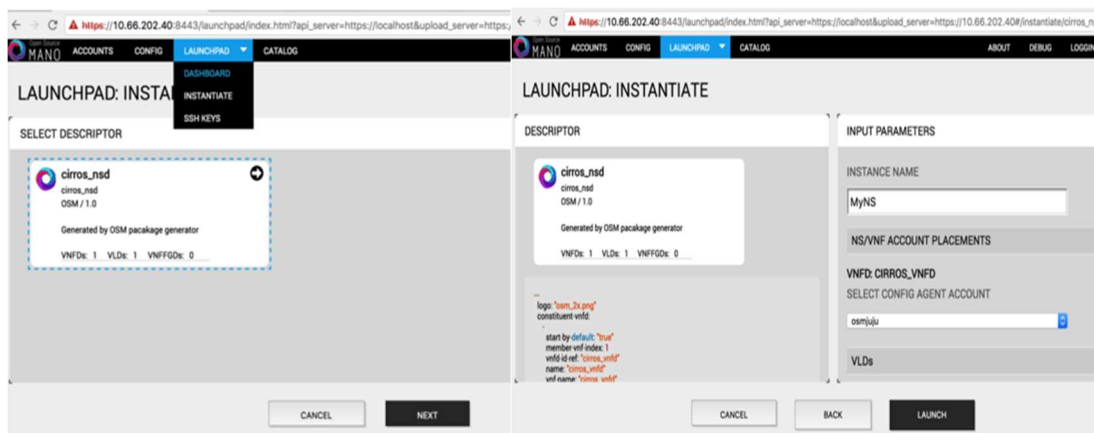 https://10.66.202.40:8443/launchpad/index.html?api_server=https://localhost&upload_server=https:/
Open Source
MANO
ACCOUNTS CONFIG LAUNCHPAD CATALOG
DASHBOARD
INSTANTIATE
SSH KEYS
LAUNCHPAD: INSTA
SELECT DESCRIPTOR
cirros_nsd
cirros_nsd
OSM / 1.0
Generated by OSM pacakage generator
VNFDs: 1 VLDs: 1 VNFFGDs: 0
CANCEL NEXT
https://10.66.202.40:8443/launchpad/index.html?api_server=https://localhost&upload_server=https://10.66.202.40#/instantiate/cirros_n
Open Source
MANO
ACCOUNTS CONFIG LAUNCHPAD CATALOG ABOUT DEBUG LOGGIN
LAUNCHPAD: INSTANTIATE
DESCRIPTOR
cirros_nsd
cirros_nsd
OSM / 1.0
Generated by OSM pacakage generator
VNFDs: 1 VLDs: 1 VNFFGDs: 0
logo: "osm_2x.png"
constituent-vnfd:
-
start-by-default: "true"
member-vnf-index: 1
vnfd-id-ref: "cirros_vnfd"
name: "cirros_vnfd"
vnf-name: "cirros_vnfd"
INPUT PARAMETERS
INSTANCE NAME
MyNS
NS/VNF ACCOUNT PLACEMENTS
VNFD: CIRROS_VNFD
SELECT CONFIG AGENT ACCOUNT
osmjuju
VLDs
CANCEL BACK LAUNCH